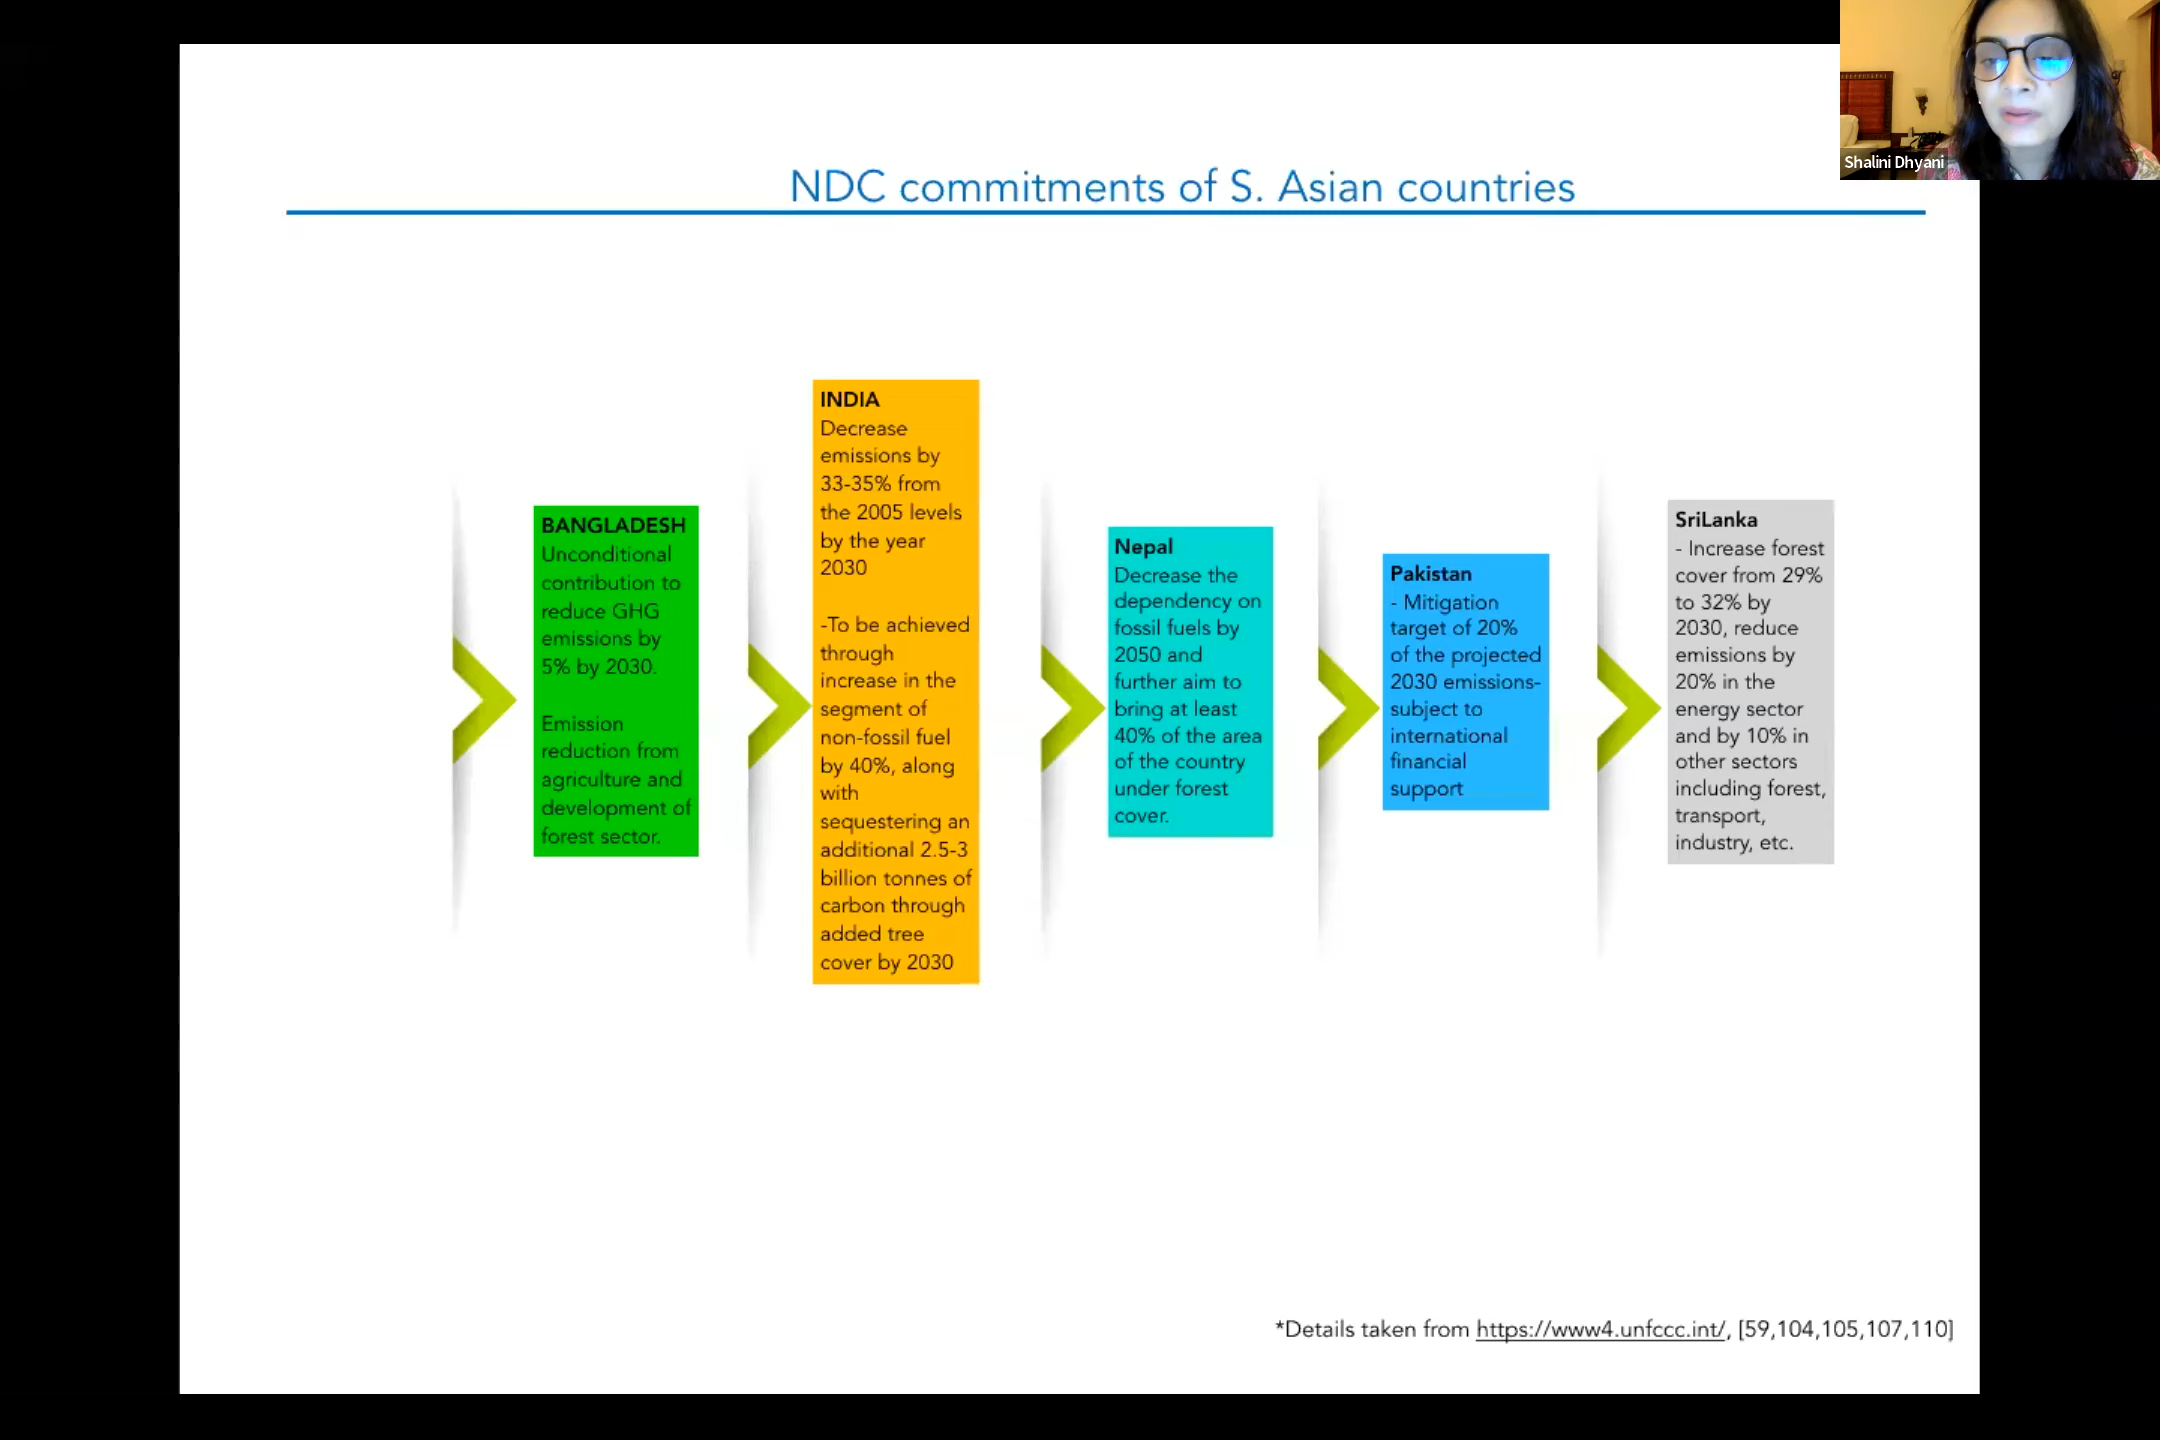 Shalini Dhyani
NDC commitments of S. Asian countries
BANGLADESH
Unconditional
contribution to
reduce GHG
emissions by
5% by 2030.
Emission
reduction from
agriculture and
development of
forest sector.
INDIA
Decrease
emissions by
33-35% from
the 2005 levels
by the year
2030
-To be achieved
through
increase in the
segment of
non-fossil fuel
by 40%, along
with
sequestering an
additional 2.5-3
billion tonnes of
carbon through
added tree
cover by 2030
Nepal
Decrease the
dependency on
fossil fuels by
2050 and
further aim to
bring at least
40% of the area
of the country
under forest
cover.
Pakistan
- Mitigation
target of 20%
of the projected
2030 emissions-
subject to
international
financial
support
SriLanka
- Increase forest
cover from 29%
to 32% by
2030, reduce
emissions by
20% in the
energy sector
and by 10% in
other sectors
including forest,
transport,
industry, etc.
*Details taken from https://www4.unfccc.int/, [59,104,105,107,110]